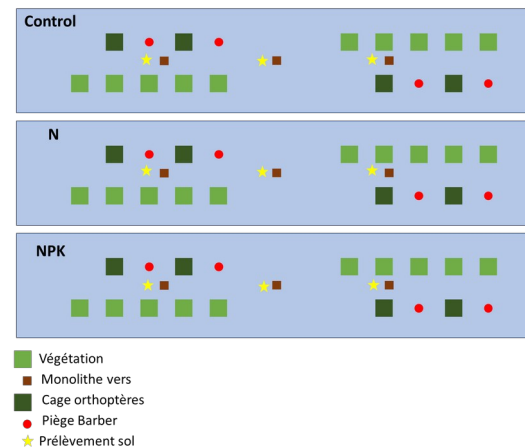 Control
N
NPK
Végétation
Monolithe vers
Cage orthoptères
Piège Barber
Prélèvement sol